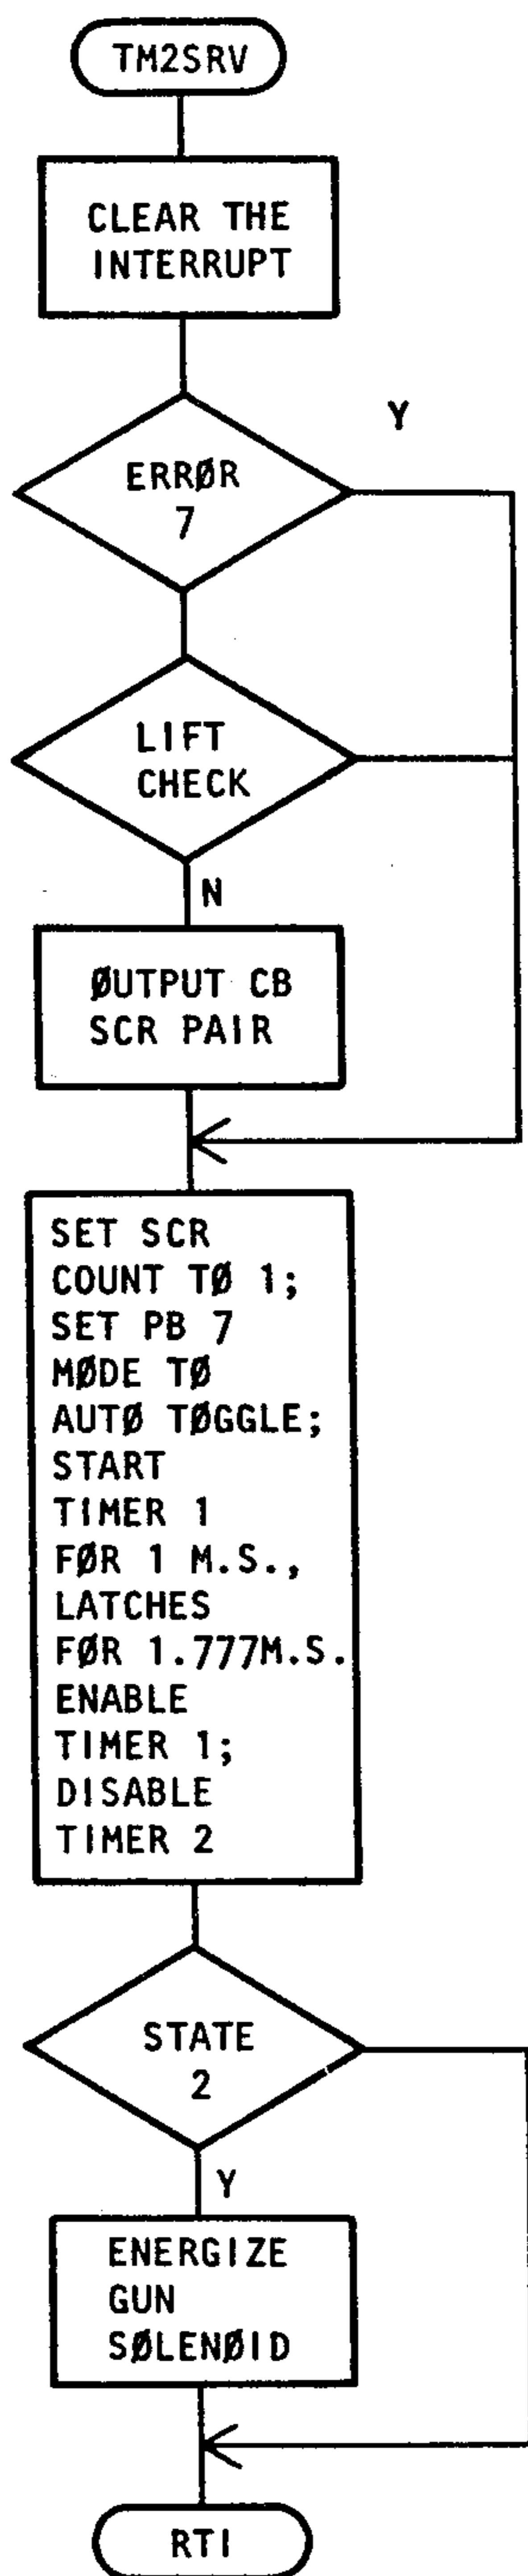 TM2SRV
CLEAR THE
INTERRUPT
Y
ERRØR
7
LIFT
CHECK
N
ØUTPUT CB
SCR PAIR
SET SCR
COUNT TØ 1;
SET PB 7
MØDE TØ
AUTØ TØGGLE;
START
TIMER 1
FØR 1 M.S.,
LATCHES
FØR 1.777M.S.
ENABLE
TIMER 1;
DISABLE
TIMER 2
STATE
2
Y
ENERGIZE
GUN
SØLENØID
RTI